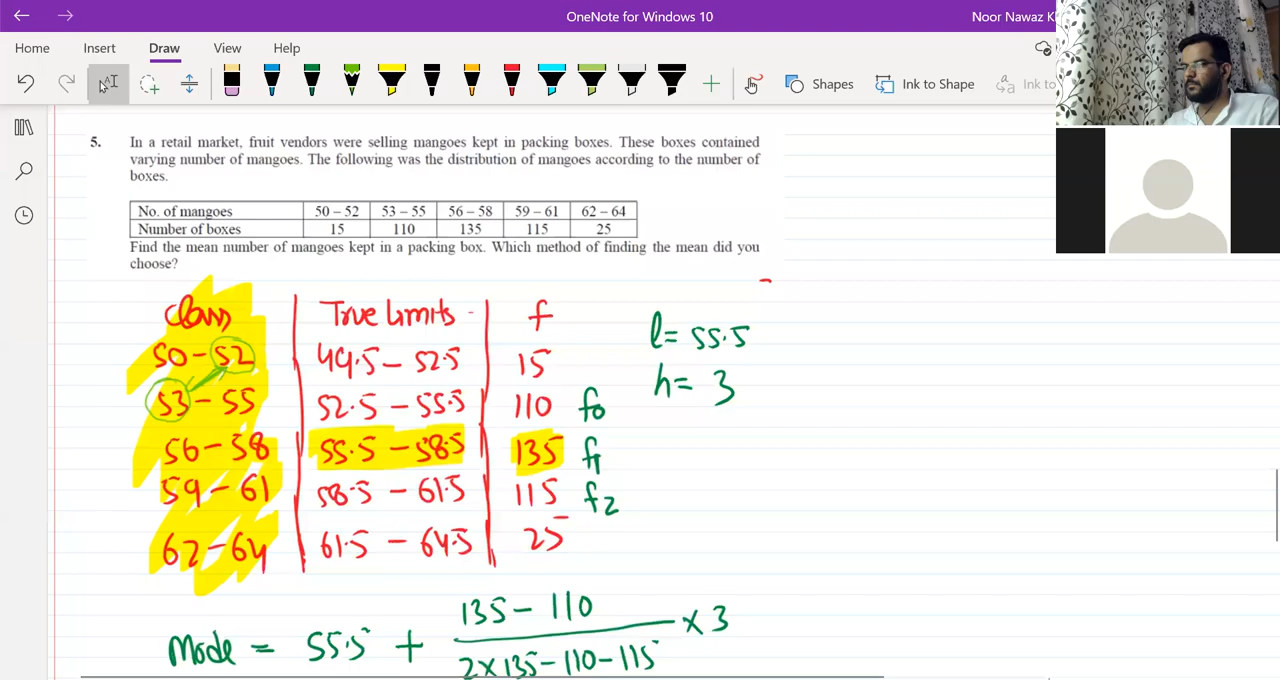 OneNote for Windows 10
Noor Nawaz K
Home Insert Draw View Help
Shapes Ink to Shape Ink to
5. In a retail market, fruit vendors were selling mangoes kept in packing boxes. These boxes contained
varying number of mangoes. The following was the distribution of mangoes according to the number of
boxes.
No. of mangoes 50 – 52 53 – 55 56 – 58 59 – 61 62 – 64
Number of boxes 15 110 135 115 25
Find the mean number of mangoes kept in a packing box. Which method of finding the mean did you
choose?
Class True Limits f
50 – 52 49.5 – 52.5 15
53 – 55 52.5 – 55.5 110 f0
56 – 58 55.5 – 58.5 135 f1
59 – 61 58.5 – 61.5 115 f2
62 – 64 61.5 – 64.5 25
l = 55.5
h = 3
135 – 110
Mode = 55.5 + × 3
2×135 – 110 – 115